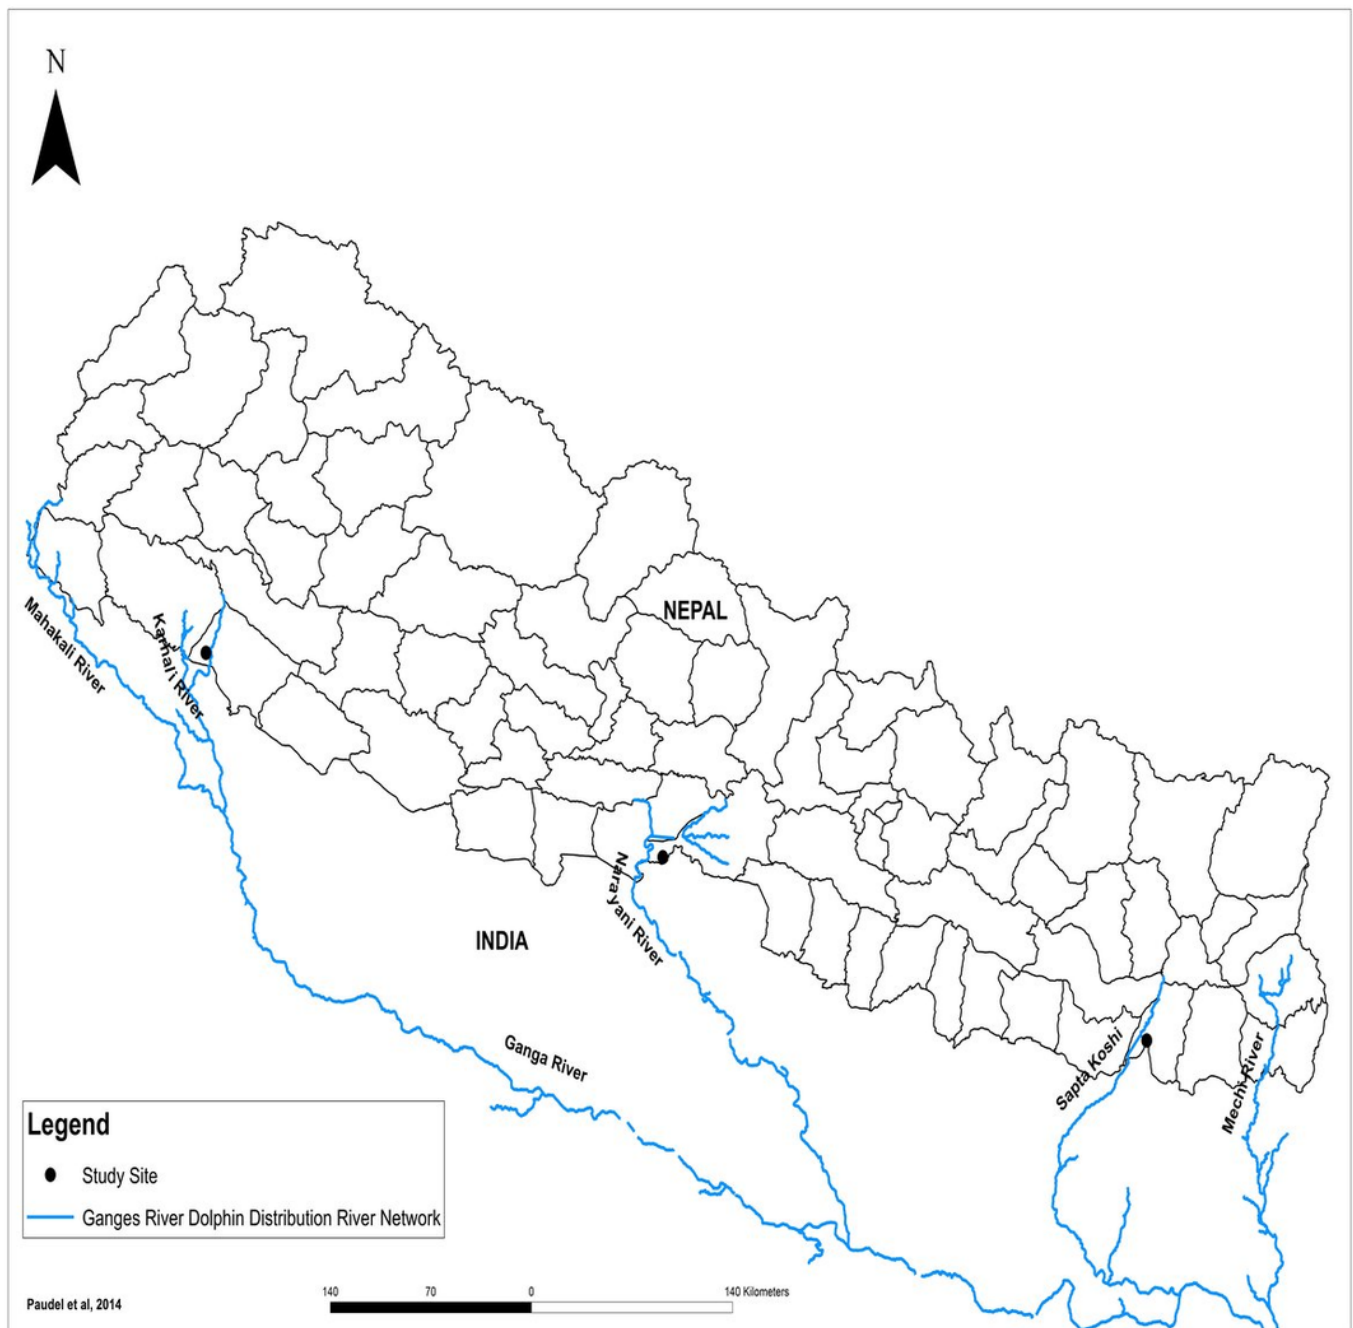 N
NEPAL
Mahakali River
Karnali River
Narayani River
INDIA
Ganga River
Sapta Koshi
Mechi River
Legend
Study Site
Ganges River Dolphin Distribution River Network
Paudel et al, 2014
140 70 0 140 Kilometers